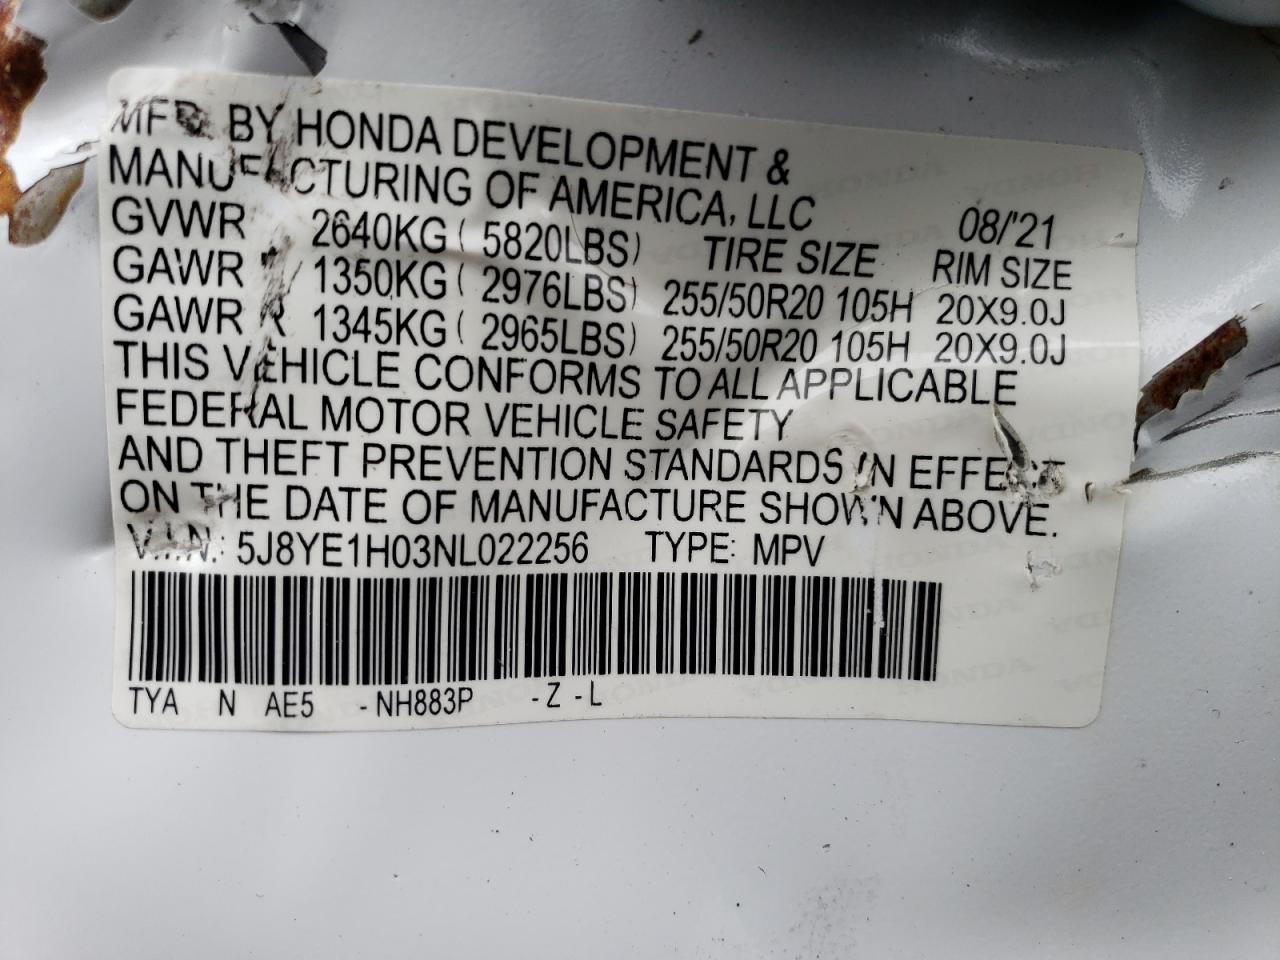 MFD. BY HONDA DEVELOPMENT &
MANUFACTURING OF AMERICA, LLC 08/'21
GVWR 2640KG ( 5820LBS) TIRE SIZE RIM SIZE
GAWR F 1350KG ( 2976LBS) 255/50R20 105H 20X9.0J
GAWR R 1345KG ( 2965LBS) 255/50R20 105H 20X9.0J
THIS VEHICLE CONFORMS TO ALL APPLICABLE
FEDERAL MOTOR VEHICLE SAFETY
AND THEFT PREVENTION STANDARDS IN EFFECT
ON THE DATE OF MANUFACTURE SHOWN ABOVE.
V.I.N.: 5J8YE1H03NL022256 TYPE: MPV
TYA N AE5 -NH883P -Z -L